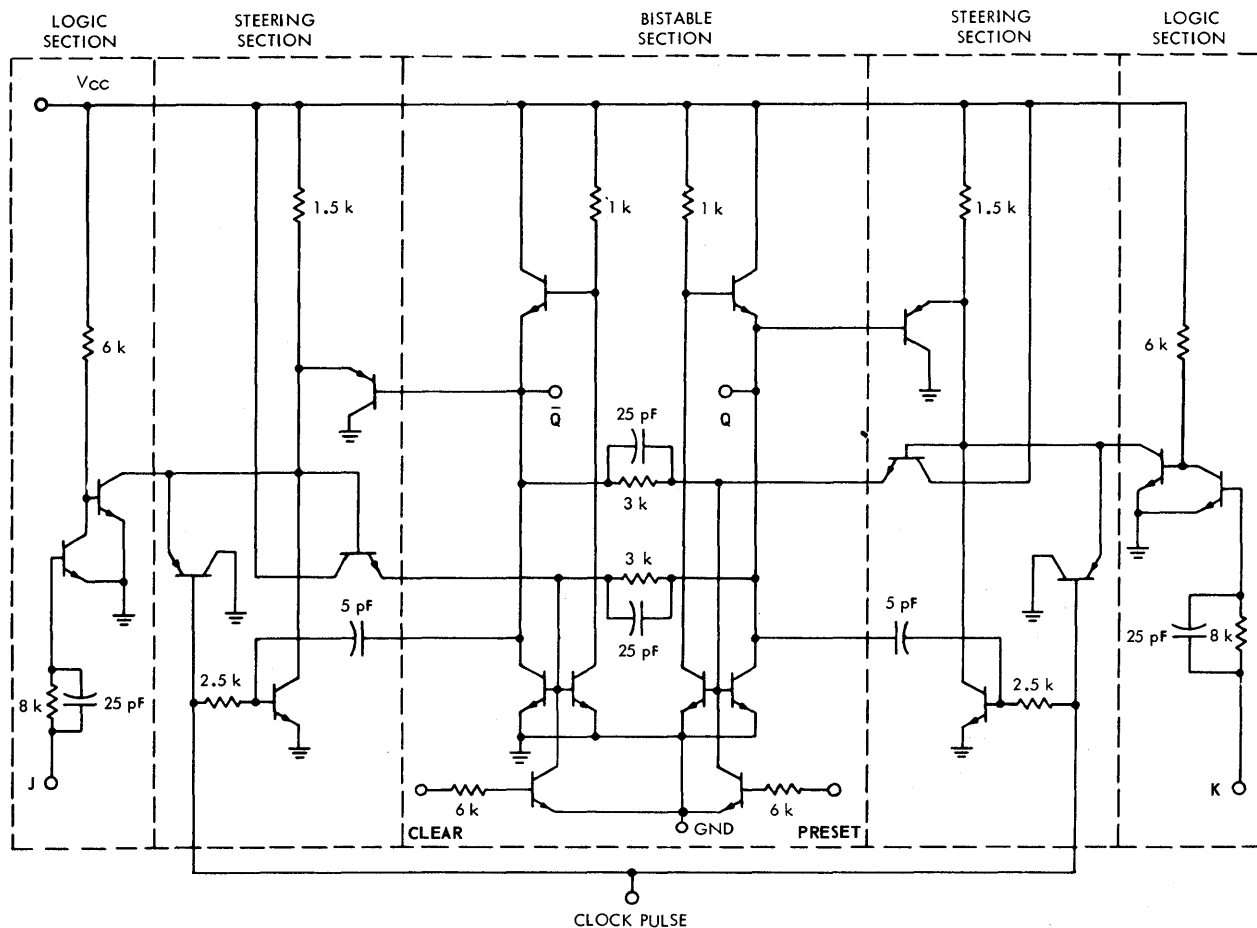 LOGIC
SECTION
STEERING
SECTION
BISTABLE
SECTION
STEERING
SECTION
LOGIC
SECTION
VCC
1.5 k
1 k
1 k
1.5 k
6 k
6 k
Q̄
Q
25 pF
3 k
3 k
25 pF
5 pF
5 pF
2.5 k
2.5 k
8 k
25 pF
25 pF
8 k
J
K
6 k
6 k
CLEAR
GND
PRESET
CLOCK PULSE